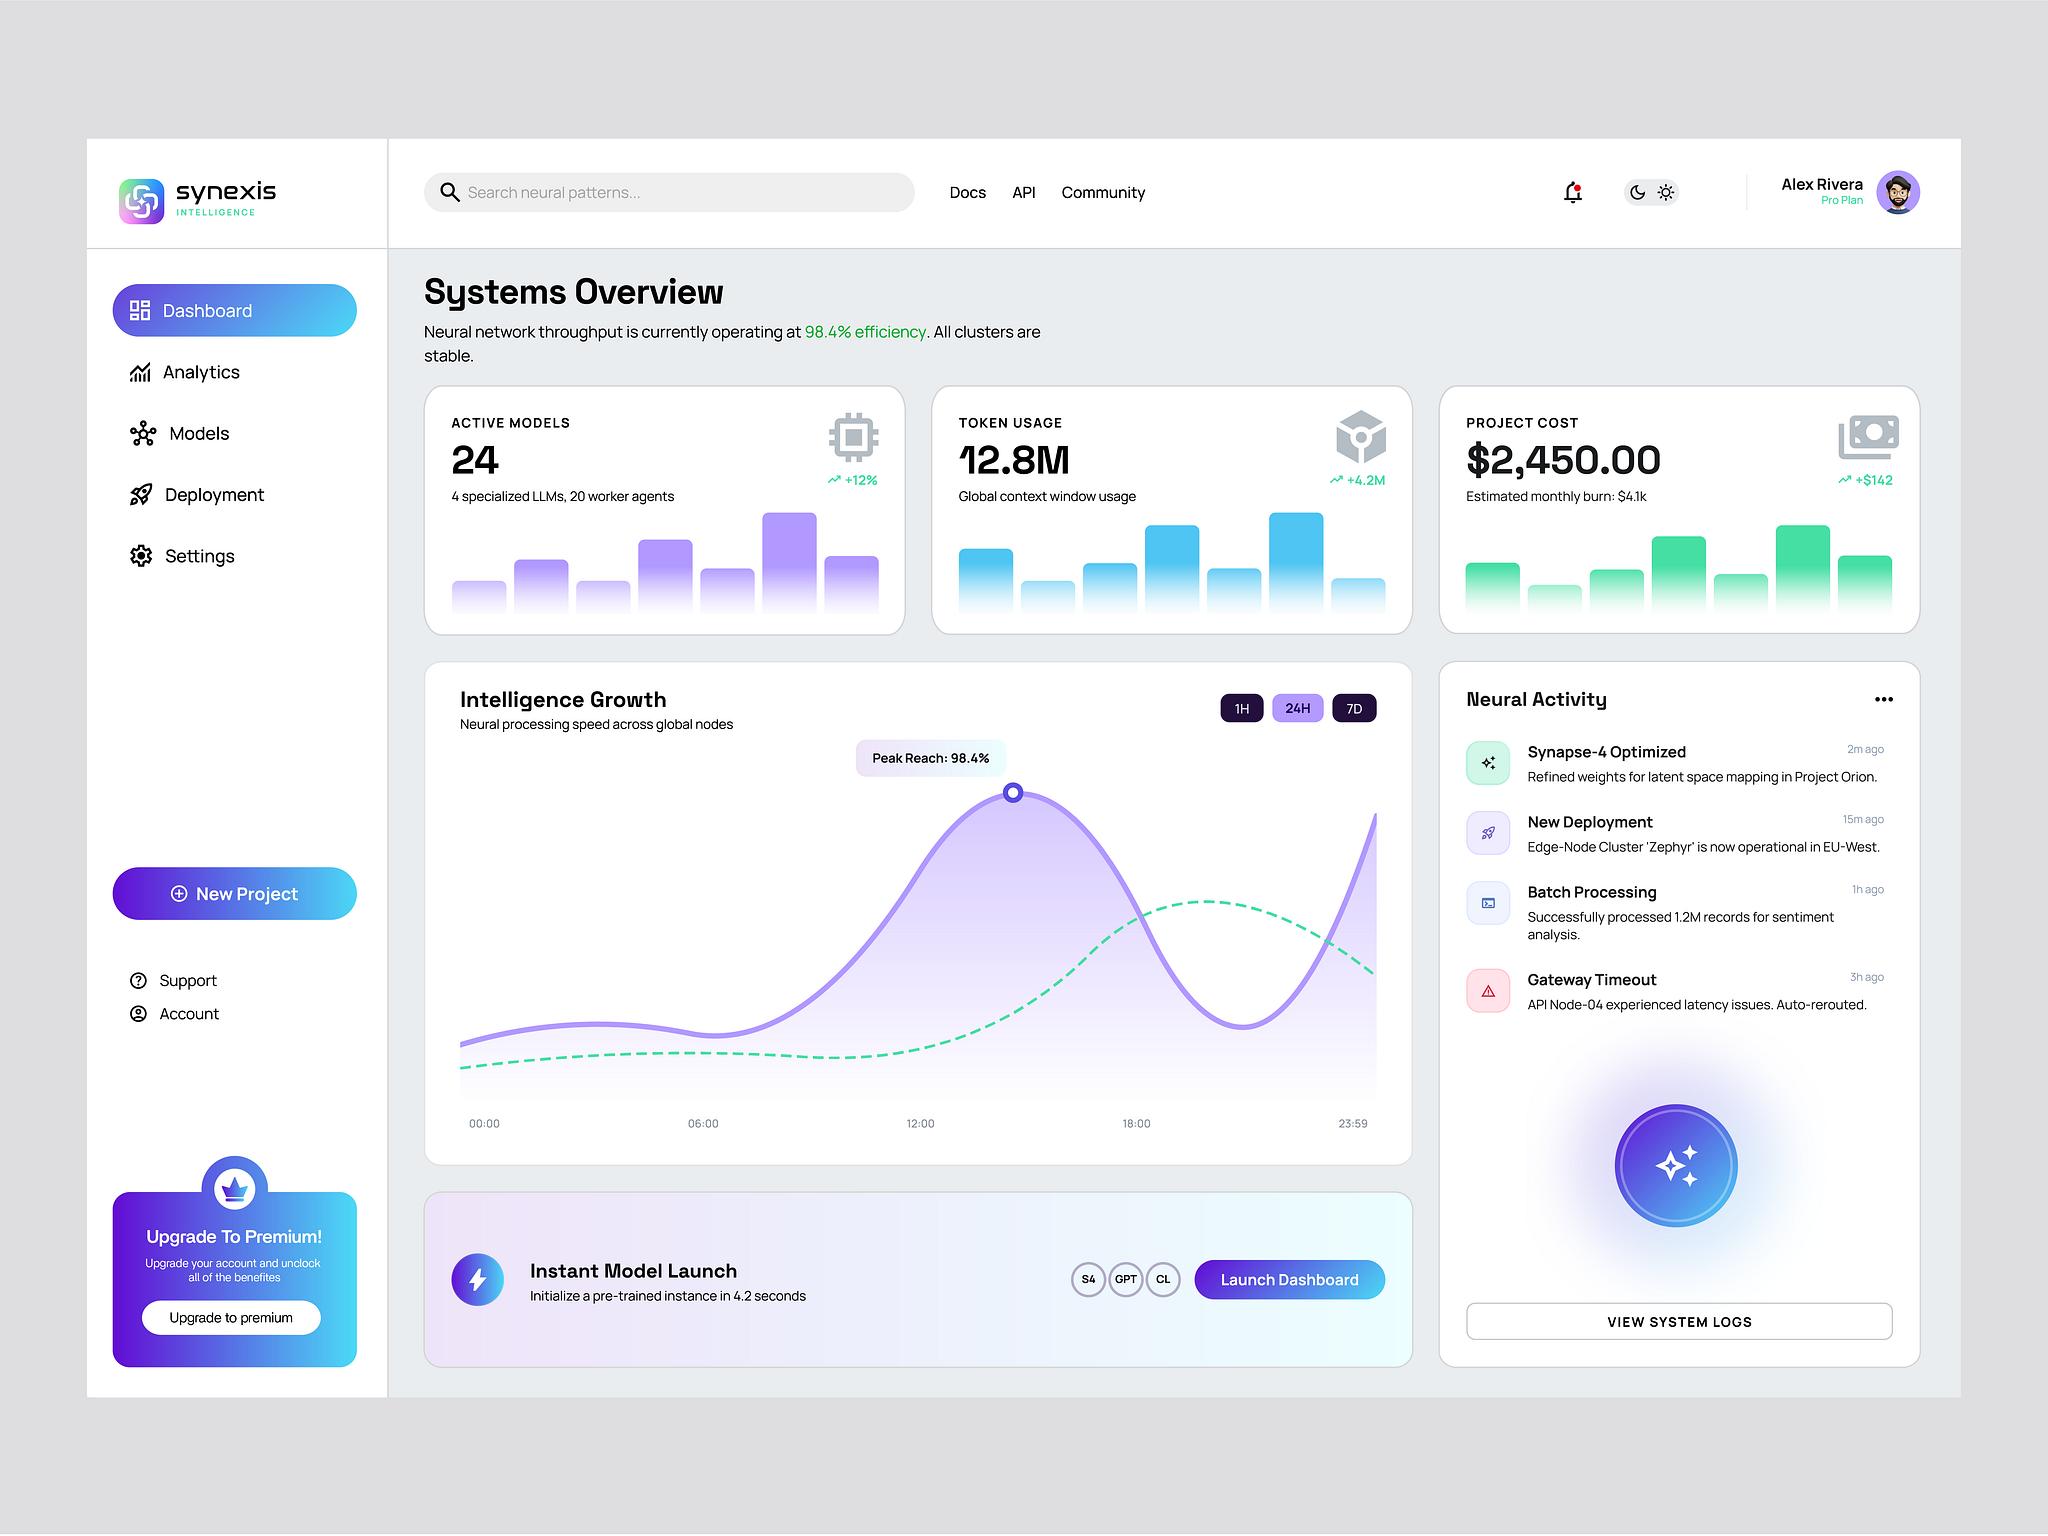 synexis
INTELLIGENCE
Search neural patterns...
Docs
API
Community
Alex Rivera
Pro Plan
Dashboard
Analytics
Models
Deployment
Settings
New Project
Support
Account
Upgrade To Premium!
Upgrade your account and unclock
all of the benefites
Upgrade to premium
Systems Overview
Neural network throughput is currently operating at 98.4% efficiency. All clusters are
stable.
ACTIVE MODELS
24
+12%
4 specialized LLMs, 20 worker agents
TOKEN USAGE
12.8M
+4.2M
Global context window usage
PROJECT COST
$2,450.00
+$142
Estimated monthly burn: $4.1k
Intelligence Growth
Neural processing speed across global nodes
1H
24H
7D
Peak Reach: 98.4%
00:00
06:00
12:00
18:00
23:59
Instant Model Launch
Initialize a pre-trained instance in 4.2 seconds
S4
GPT
CL
Launch Dashboard
Neural Activity
Synapse-4 Optimized
2m ago
Refined weights for latent space mapping in Project Orion.
New Deployment
15m ago
Edge-Node Cluster 'Zephyr' is now operational in EU-West.
Batch Processing
1h ago
Successfully processed 1.2M records for sentiment
analysis.
Gateway Timeout
3h ago
API Node-04 experienced latency issues. Auto-rerouted.
VIEW SYSTEM LOGS